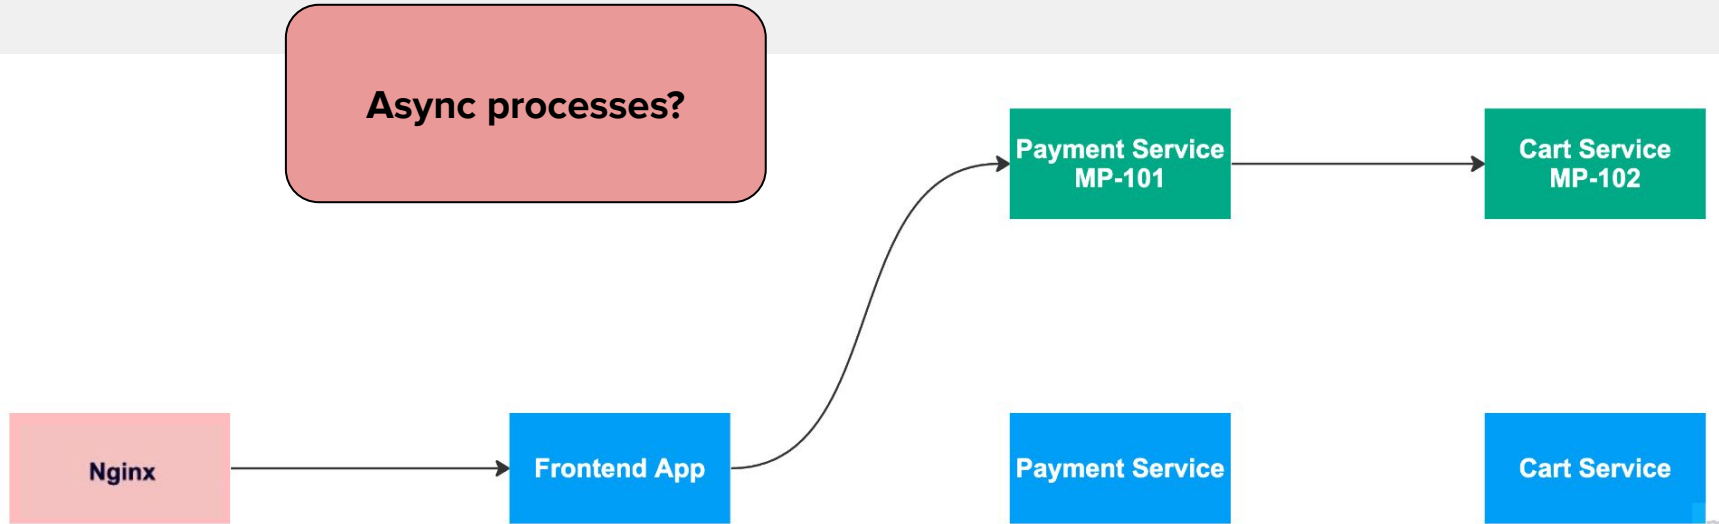 Async processes?
Payment Service
MP-101
Cart Service
MP-102
Nginx
Frontend App
Payment Service
Cart Service